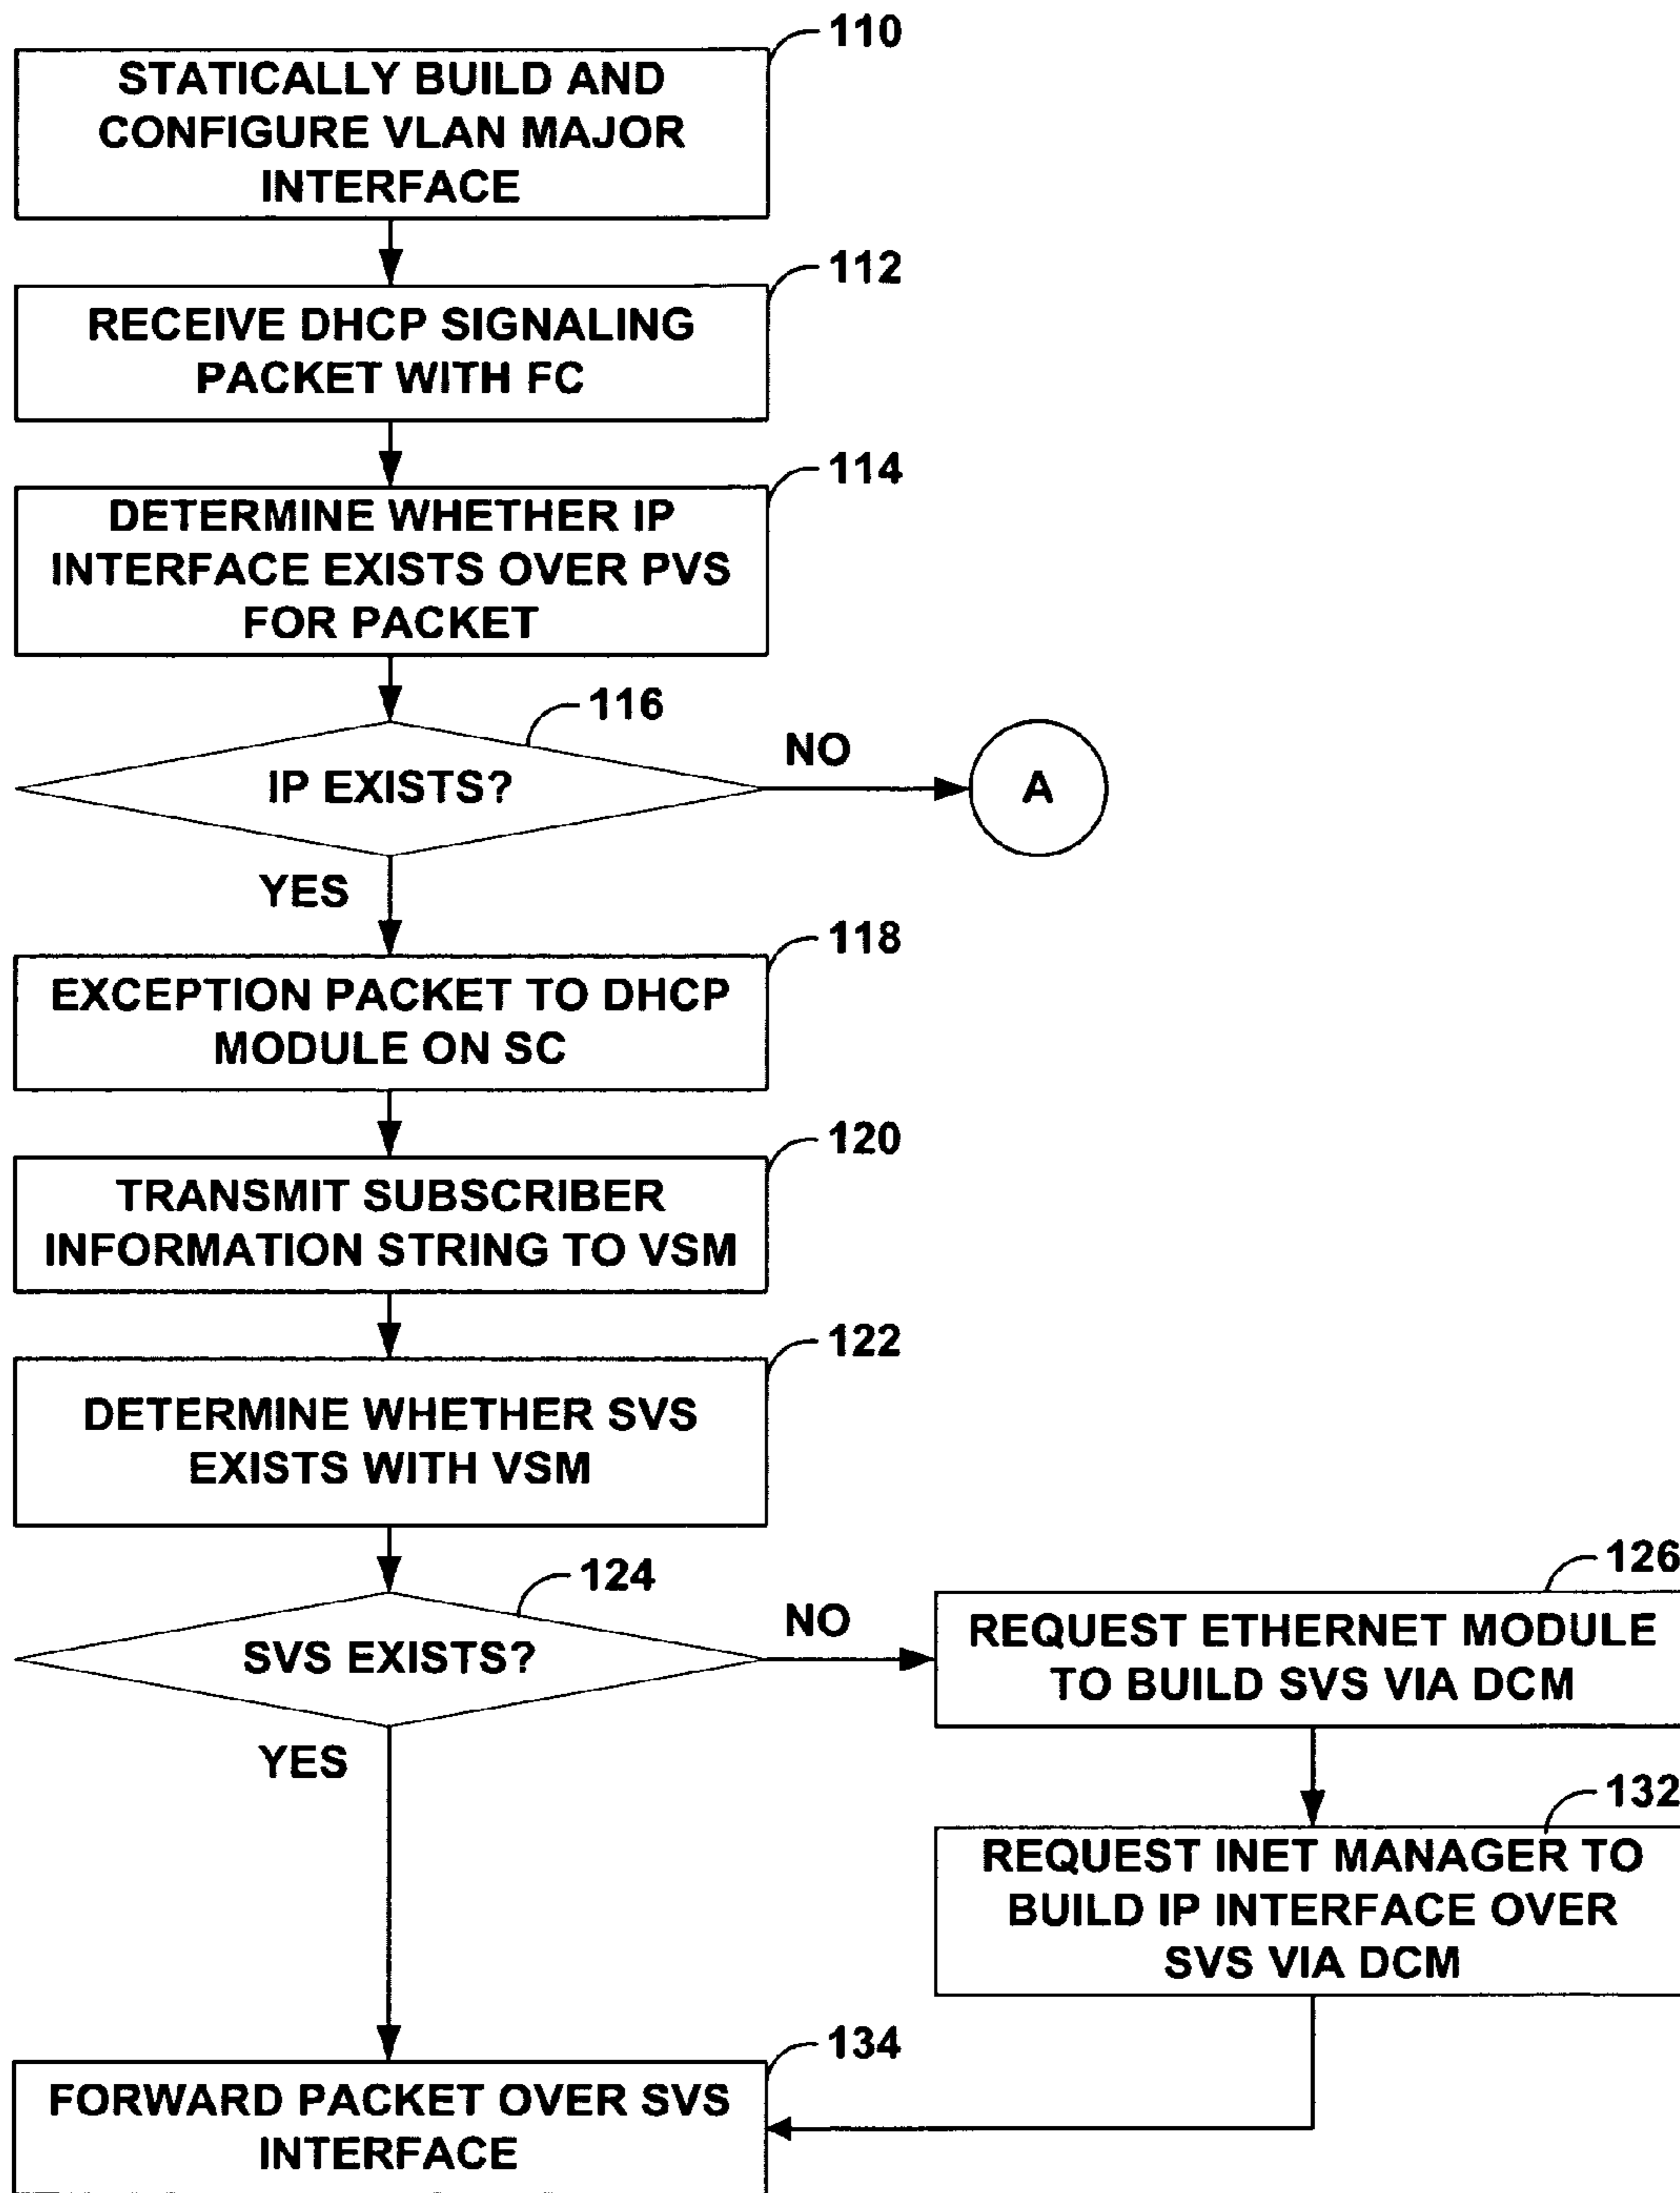 110
STATICALLY BUILD AND
CONFIGURE VLAN MAJOR
INTERFACE
112
RECEIVE DHCP SIGNALING
PACKET WITH FC
114
DETERMINE WHETHER IP
INTERFACE EXISTS OVER PVS
FOR PACKET
116
IP EXISTS?
NO
A
YES
118
EXCEPTION PACKET TO DHCP
MODULE ON SC
120
TRANSMIT SUBSCRIBER
INFORMATION STRING TO VSM
122
DETERMINE WHETHER SVS
EXISTS WITH VSM
124
SVS EXISTS?
NO
126
REQUEST ETHERNET MODULE
TO BUILD SVS VIA DCM
YES
132
REQUEST INET MANAGER TO
BUILD IP INTERFACE OVER
SVS VIA DCM
134
FORWARD PACKET OVER SVS
INTERFACE